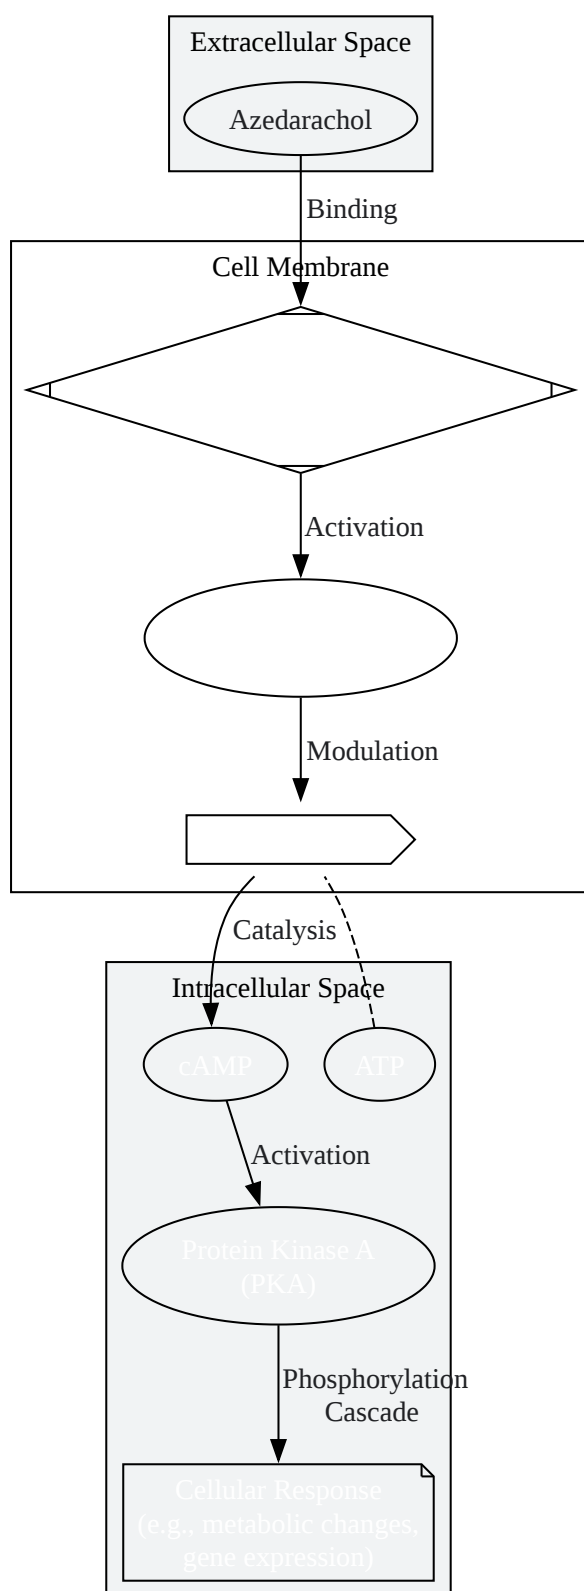 Extracellular Space
Azedarachol
Binding
Cell Membrane
Activation
Modulation
Catalysis
Intracellular Space
cAMP
ATP
Activation
Protein Kinase A
(PKA)
Phosphorylation
Cascade
Cellular Response
(e.g., metabolic changes,
gene expression)